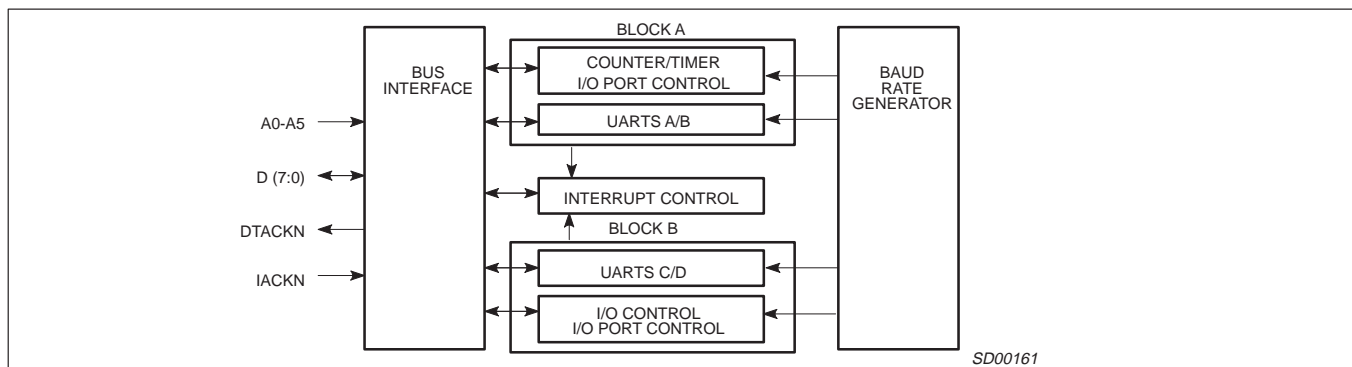 BLOCK A
BUS
INTERFACE
COUNTER/TIMER
I/O PORT CONTROL
BAUD
RATE
GENERATOR
A0-A5
UARTS A/B
D (7:0)
INTERRUPT CONTROL
DTACKN
BLOCK B
IACKN
UARTS C/D
I/O CONTROL
I/O PORT CONTROL
SD00161